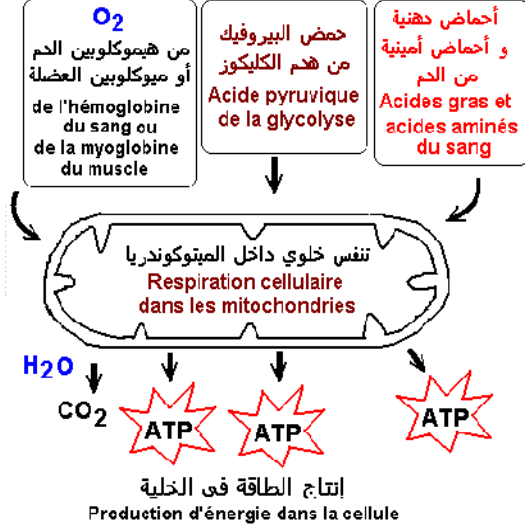 O2
من هيموكلوبين الدم
أو ميوكلوبين العضلة
de l'hémoglobine
du sang ou
de la myoglobine
du muscle
حمض البيروفيك
من هدم الكليكوز
Acide pyruvique
de la glycolyse
أحماض دهنية
و أحماض أمينية
من الدم
Acides gras et
acides aminés
du sang
تنفس خلوي داخل الميتوكوندريا
Respiration cellulaire
dans les mitochondries
H2O
CO2
ATP
ATP
ATP
إنتاج الطاقة في الخلية
Production d'énergie dans la cellule